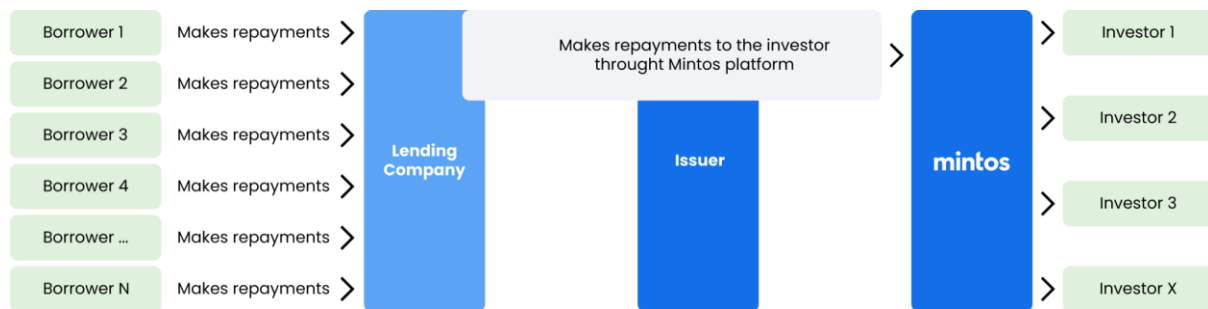 Borrower 1 Makes repayments
Borrower 2 Makes repayments
Borrower 3 Makes repayments
Borrower 4 Makes repayments
Borrower ... Makes repayments
Borrower N Makes repayments
Lending
Company
Makes repayments to the investor
throught Mintos platform
Issuer
mintos
Investor 1
Investor 2
Investor 3
Investor X